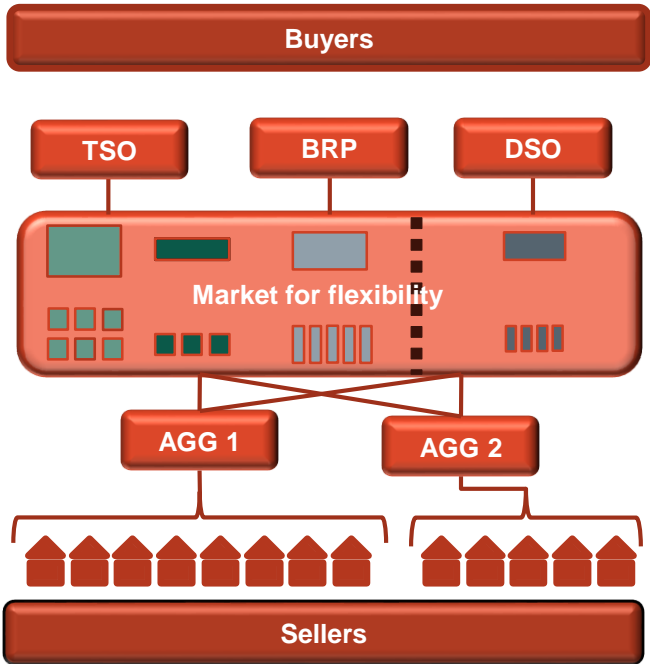 Buyers
TSO
BRP
DSO
Market for flexibility
AGG 1
AGG 2
Sellers